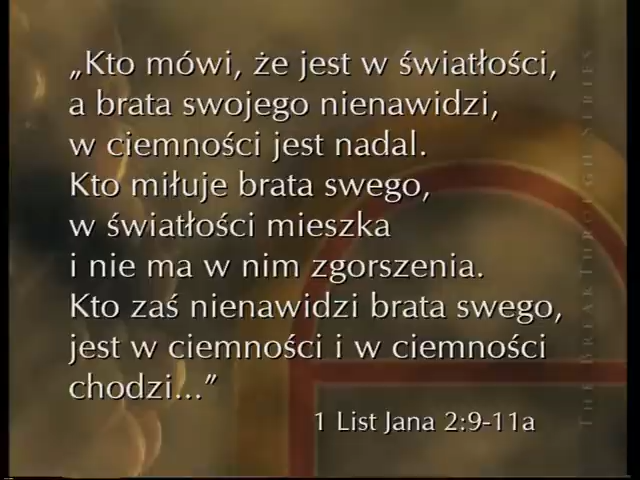 „Kto mówi, że jest w światłości,
a brata swojego nienawidzi,
w ciemności jest nadal.
Kto miłuje brata swego,
w światłości mieszka
i nie ma w nim zgorszenia.
Kto zaś nienawidzi brata swego,
jest w ciemności i w ciemności
chodzi...”
1 List Jana 2:9-11a
THE BREAKTHROUGH SERIES